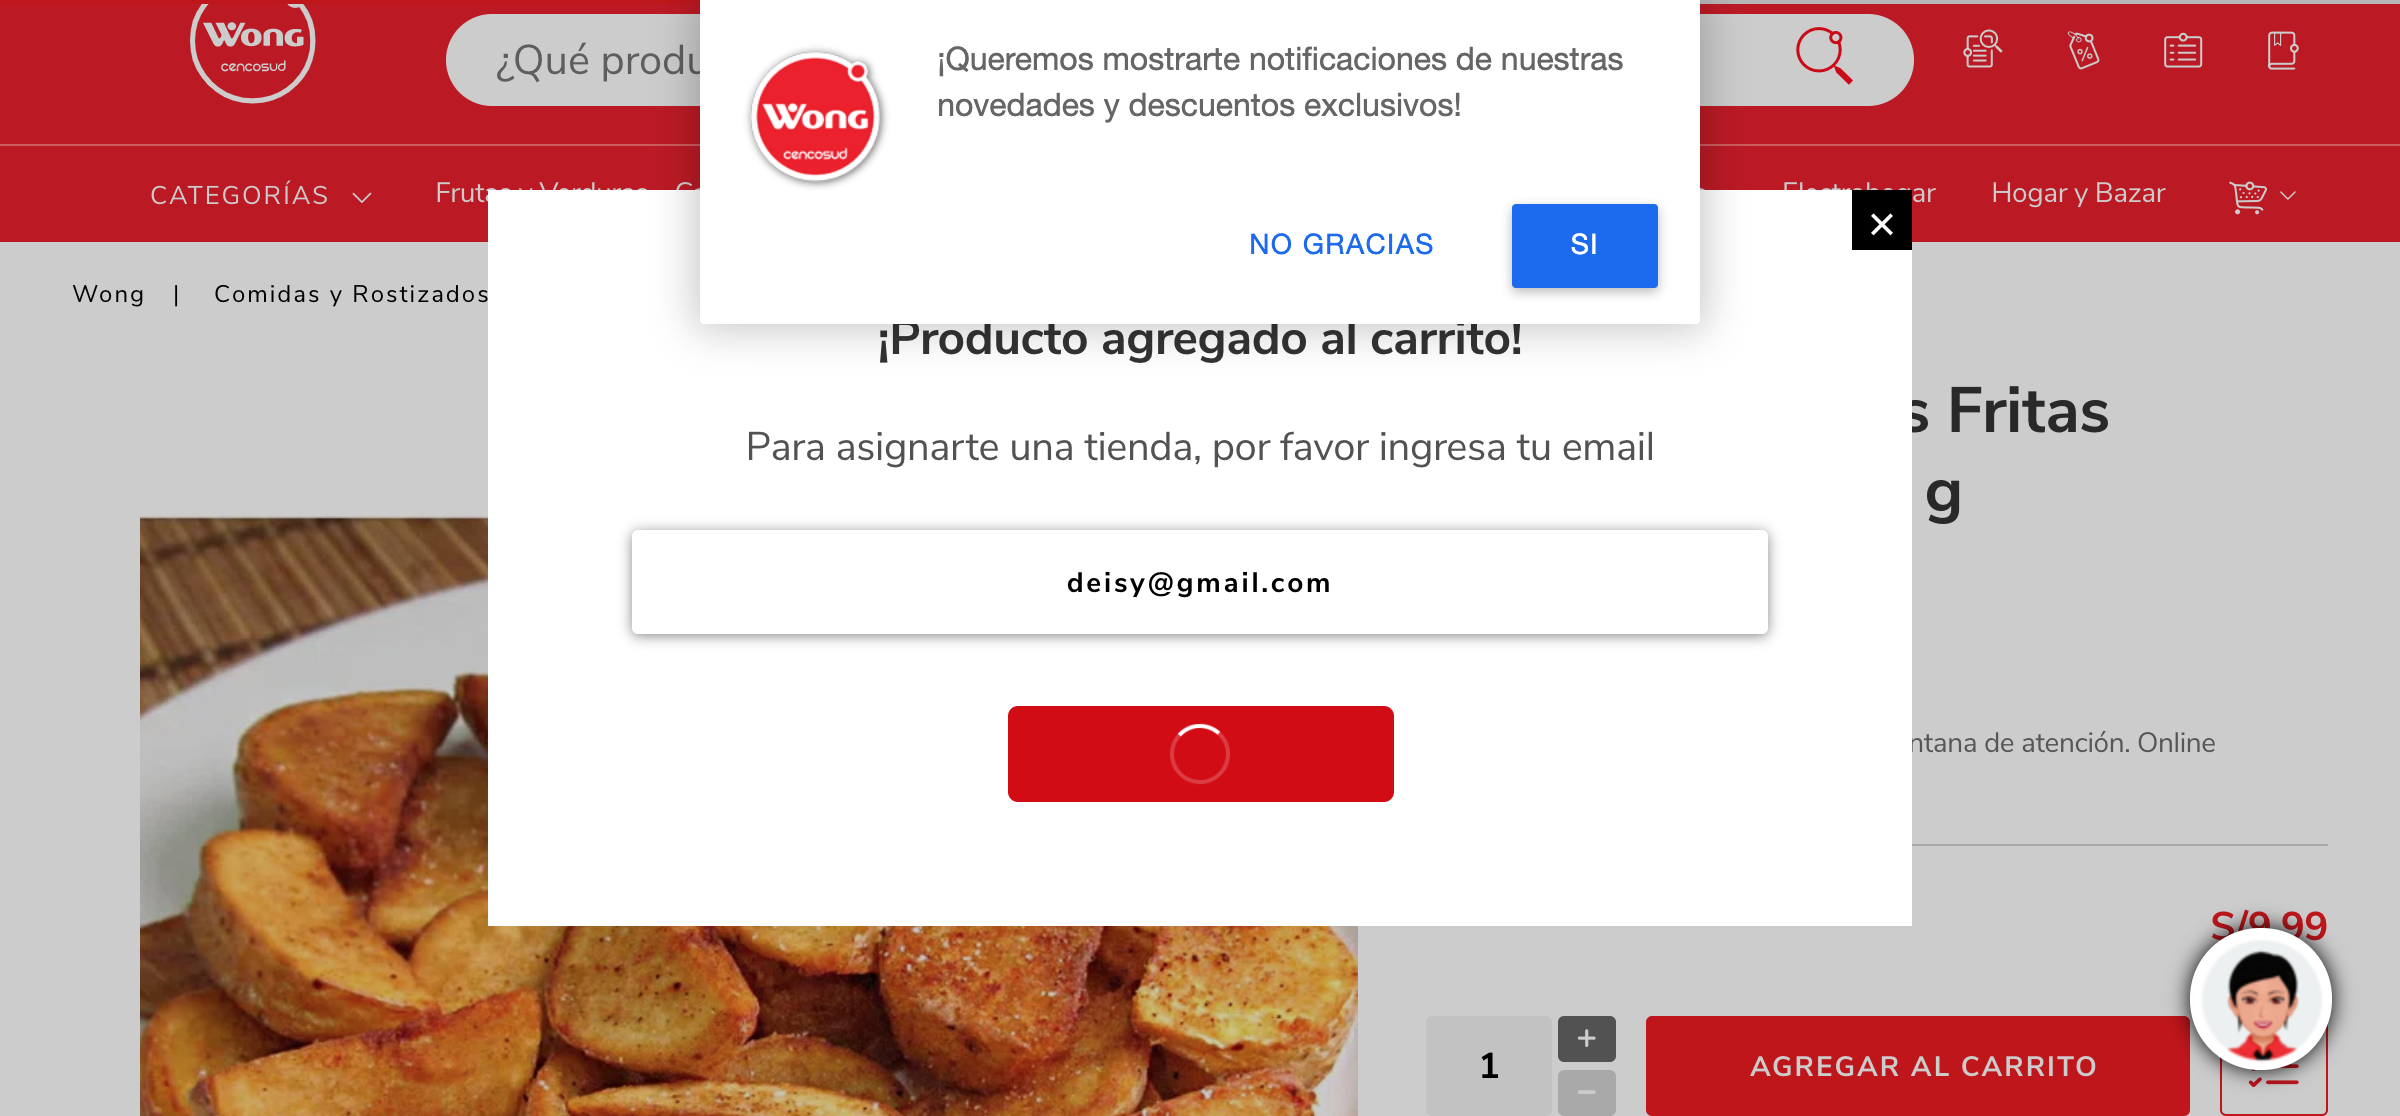 Wong
cencosud
¿Qué produ
¡Queremos mostrarte notificaciones de nuestras
novedades y descuentos exclusivos!
Wong
cencosud
NO GRACIAS
SI
CATEGORÍAS
Frutas y Verduras
Electrohogar
Hogar y Bazar
Wong | Comidas y Rostizados
¡Producto agregado al carrito!
Para asignarte una tienda, por favor ingresa tu email
deisy@gmail.com
s Fritas
g
ntana de atención. Online
S/9.99
1
+
−
AGREGAR AL CARRITO